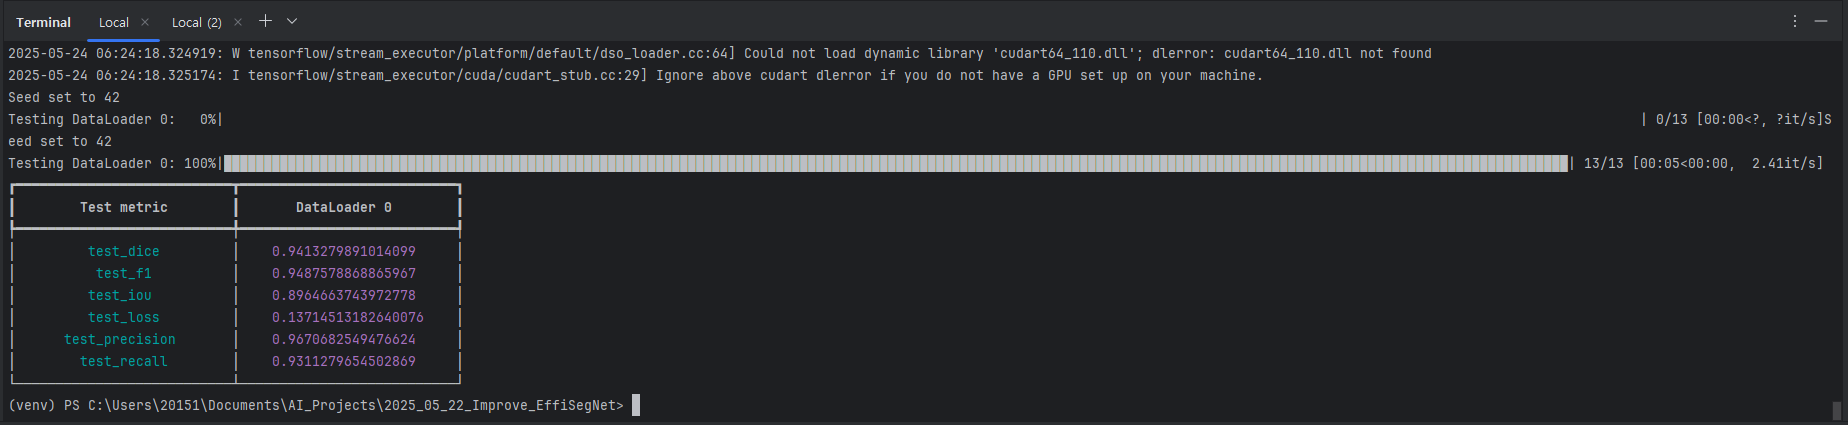 Terminal Local × Local (2) ×
2025-05-24 06:24:18.324919: W tensorflow/stream_executor/platform/default/dso_loader.cc:64] Could not load dynamic library 'cudart64_110.dll'; dlerror: cudart64_110.dll not found
2025-05-24 06:24:18.325174: I tensorflow/stream_executor/cuda/cudart_stub.cc:29] Ignore above cudart dlerror if you do not have a GPU set up on your machine.
Seed set to 42
Testing DataLoader 0:   0%| | 0/13 [00:00<?, ?it/s]S
eed set to 42
Testing DataLoader 0: 100%| | 13/13 [00:05<00:00,  2.41it/s]
Test metric DataLoader 0
test_dice 0.9413279891014099
test_f1 0.9487578868865967
test_iou 0.8964663743972778
test_loss 0.13714513182640076
test_precision 0.9670682549476624
test_recall 0.9311279654502869
(venv) PS C:\Users\20151\Documents\AI_Projects\2025_05_22_Improve_EffiSegNet>